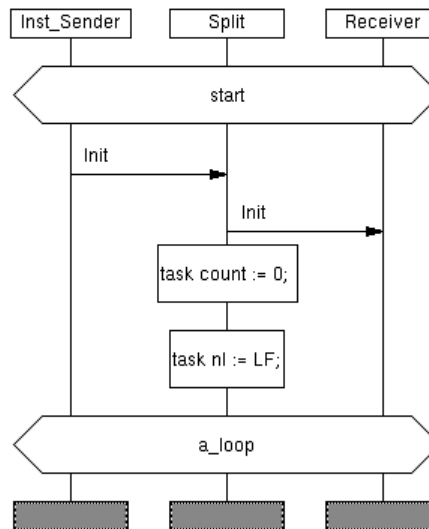 Inst_Sender Split Receiver
start
Init
Init
task count := 0;
task nl := LF;
a_loop